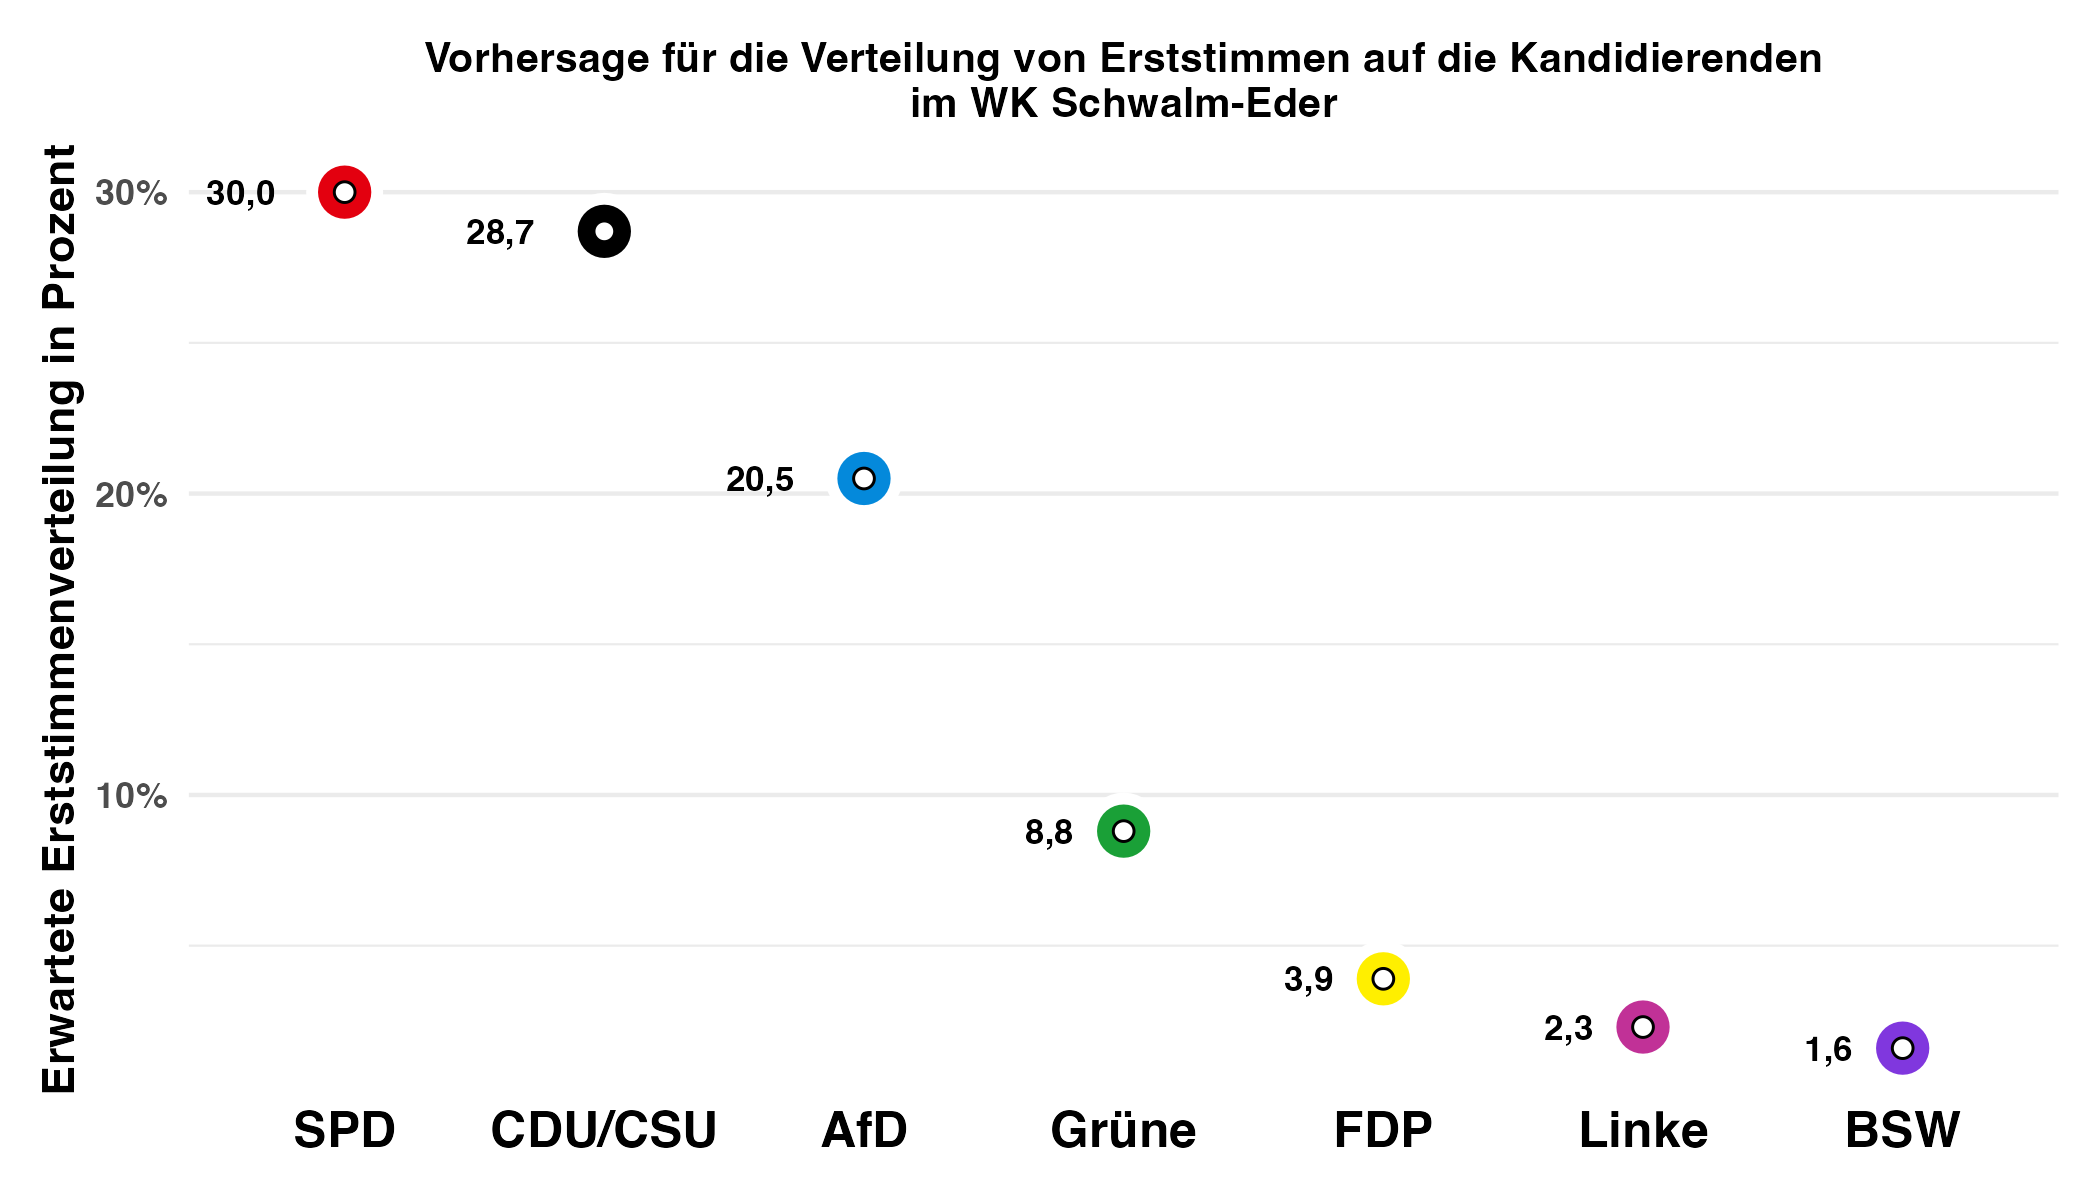 Vorhersage für die Verteilung von Erststimmen auf die Kandidierenden
im WK Schwalm-Eder
Erwartete Erststimmenverteilung in Prozent
30%
20%
10%
30,0
28,7
20,5
8,8
3,9
2,3
1,6
SPD
CDU/CSU
AfD
Grüne
FDP
Linke
BSW